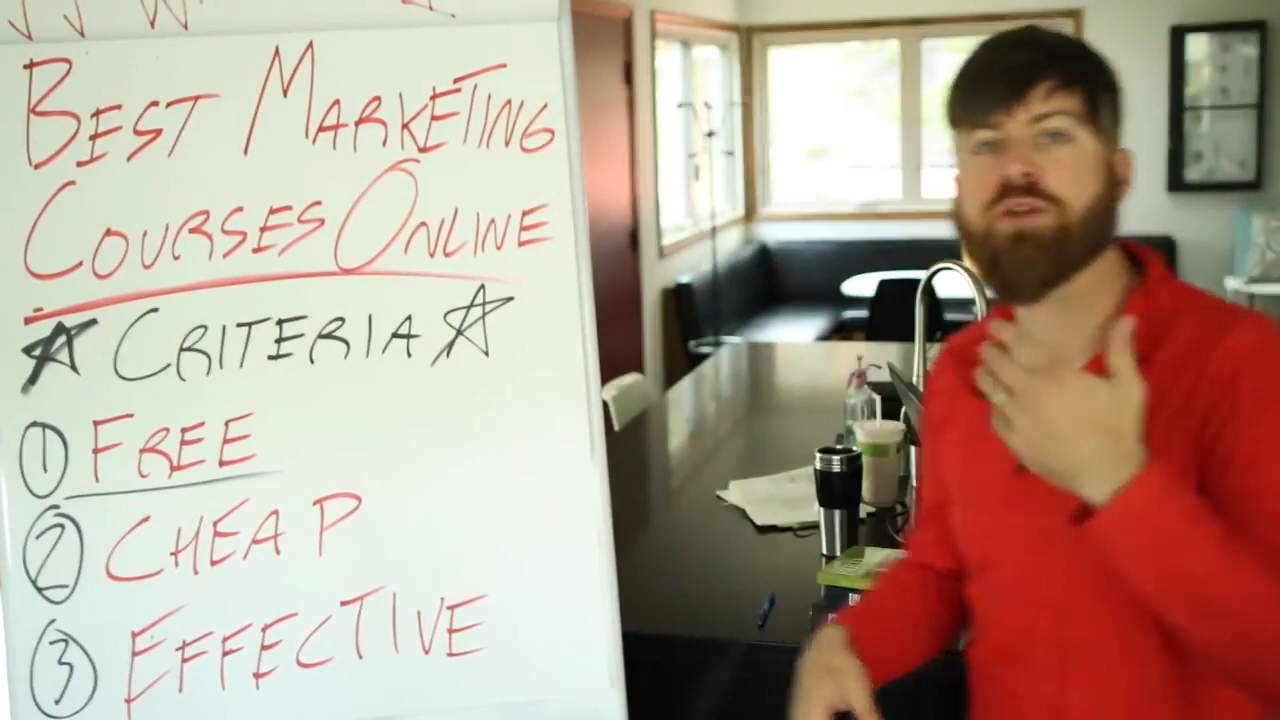 BEST MARKETING
COURSES ONLINE
☆ CRITERIA ☆
① FREE
② CHEAP
③ EFFECTIVE